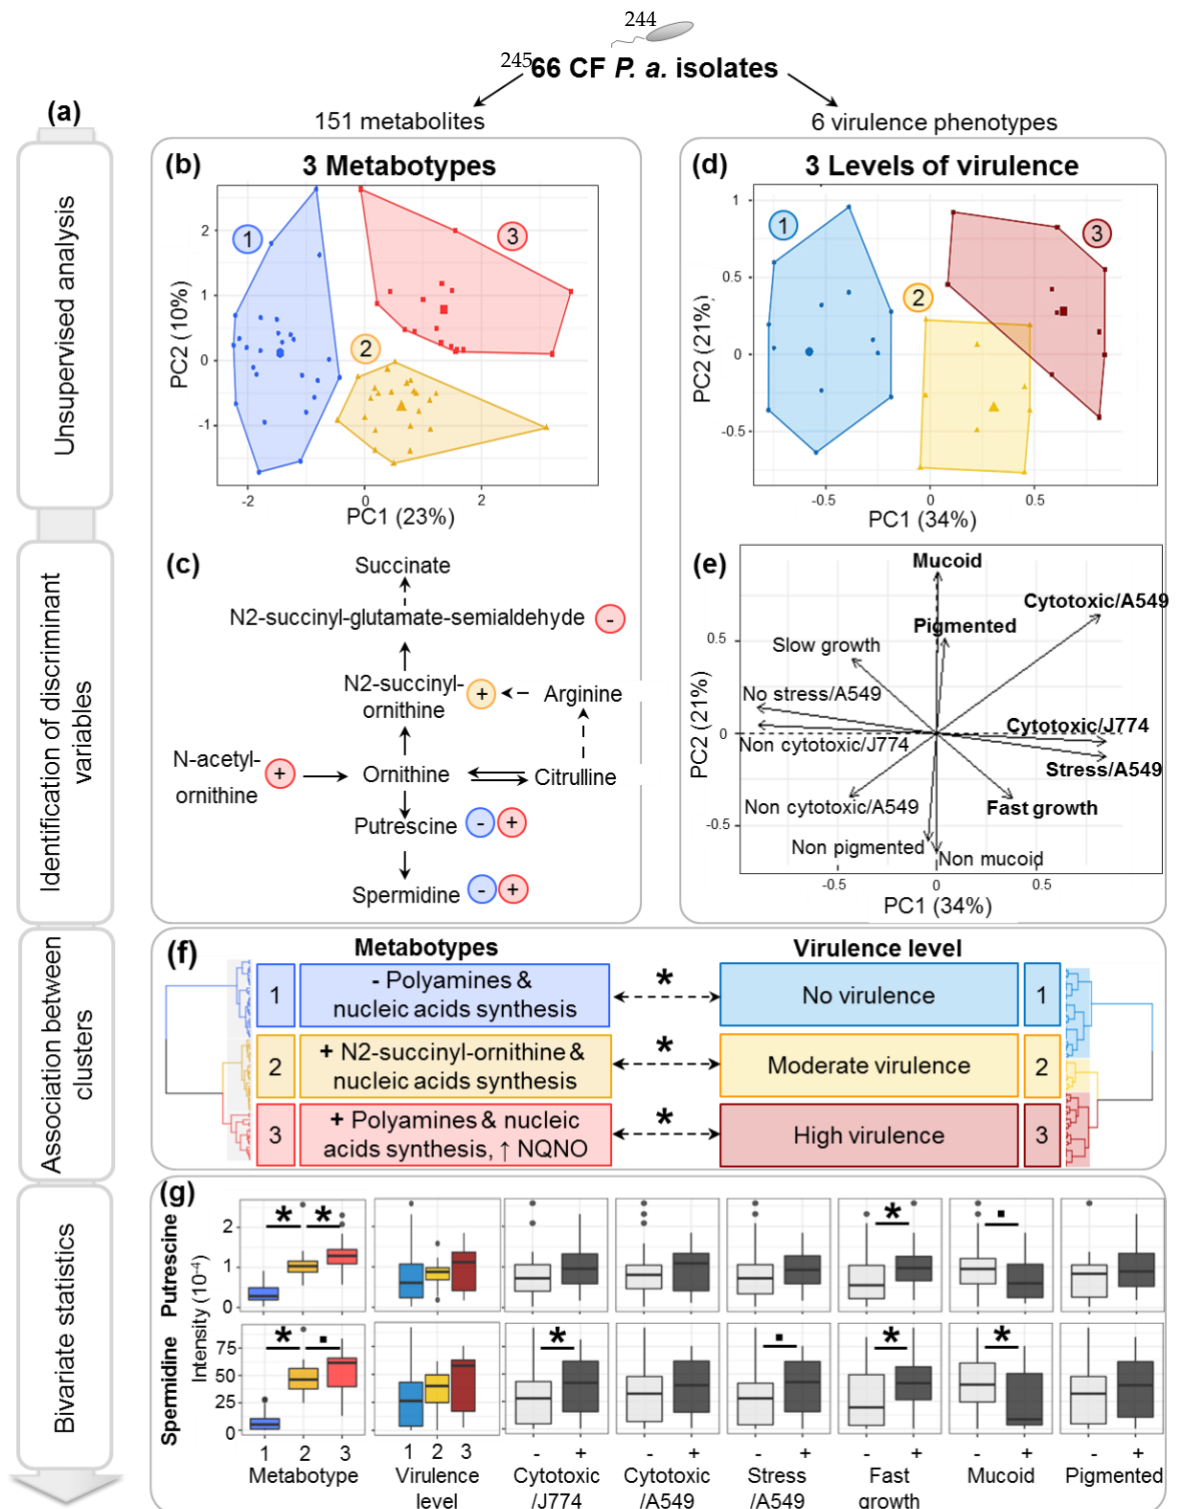 244
245
66 CF P. a. isolates
151 metabolites
6 virulence phenotypes
(a)
Unsupervised analysis
Identification of discriminant
variables
Association between
clusters
Bivariate statistics
(b)
3 Metabotypes
1
2
3
PC2 (10%)
2
1
0
-1
-2
0
2
PC1 (23%)
(d)
3 Levels of virulence
1
2
3
PC2 (21%)
1
0.5
0
-0.5
-0.5
0
0.5
PC1 (34%)
(c)
Succinate
N2-succinyl-glutamate-semialdehyde -
N2-succinyl-
ornithine + Arginine
N-acetyl-
ornithine + Ornithine Citrulline
Putrescine - +
Spermidine - +
(e)
Mucoid
Cytotoxic/A549
Pigmented
Slow growth
No stress/A549
Cytotoxic/J774
Non cytotoxic/J774
Stress/A549
Non cytotoxic/A549
Fast growth
Non pigmented
Non mucoid
PC2 (21%)
0.5
0
-0.5
-0.5
0
0.5
PC1 (34%)
(f)
Metabotypes
Virulence level
1 - Polyamines &
nucleic acids synthesis
* No virulence 1
2 + N2-succinyl-ornithine &
nucleic acids synthesis
* Moderate virulence 2
3 + Polyamines & nucleic
acids synthesis, ↑ NQNO
* High virulence 3
(g)
Putrescine
Spermidine
Intensity (10⁻⁴)
2
1
0
* *
*
▪
75
50
25
0
* ▪
*
▪
*
*
1 2 3
Metabotype
1 2 3
Virulence
level
- +
Cytotoxic
/J774
- +
Cytotoxic
/A549
- +
Stress
/A549
- +
Fast
growth
- +
Mucoid
- +
Pigmented